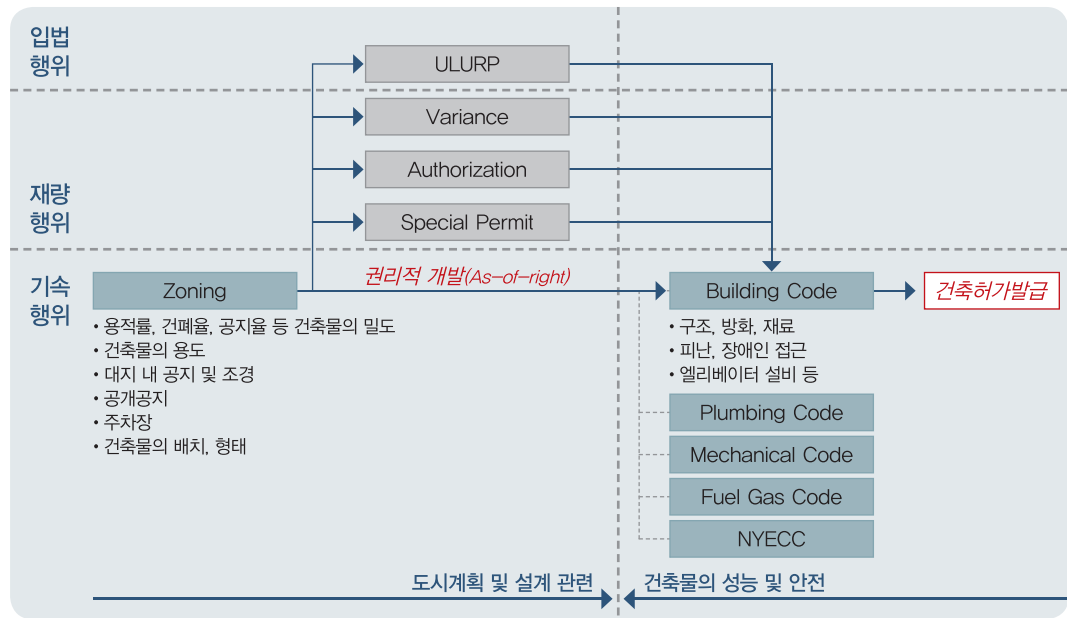 입법
행위
ULURP
Variance
Authorization
재량
행위
Special Permit
기속
행위
Zoning
권리적 개발(As-of-right)
Building Code
건축허가발급
• 용적률, 건폐율, 공지율 등 건축물의 밀도
• 건축물의 용도
• 대지 내 공지 및 조경
• 공개공지
• 주차장
• 건축물의 배치, 형태
• 구조, 방화, 재료
• 피난, 장애인 접근
• 엘리베이터 설비 등
Plumbing Code
Mechanical Code
Fuel Gas Code
NYECC
도시계획 및 설계 관련
건축물의 성능 및 안전